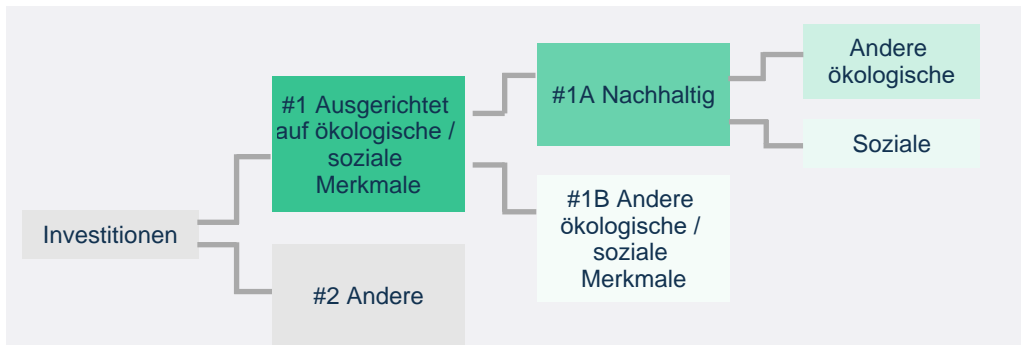 Investitionen
#1 Ausgerichtet
auf ökologische /
soziale
Merkmale
#2 Andere
#1A Nachhaltig
#1B Andere
ökologische /
soziale
Merkmale
Andere
ökologische
Soziale